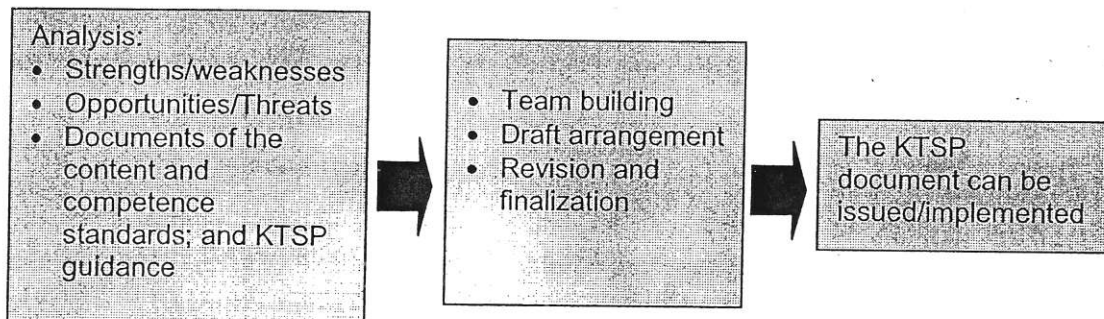 Analysis:
• Strengths/weaknesses
• Opportunities/Threats
• Documents of the
content and
competence
standards; and KTSP
guidance
• Team building
• Draft arrangement
• Revision and
finalization
The KTSP
document can be
issued/implemented